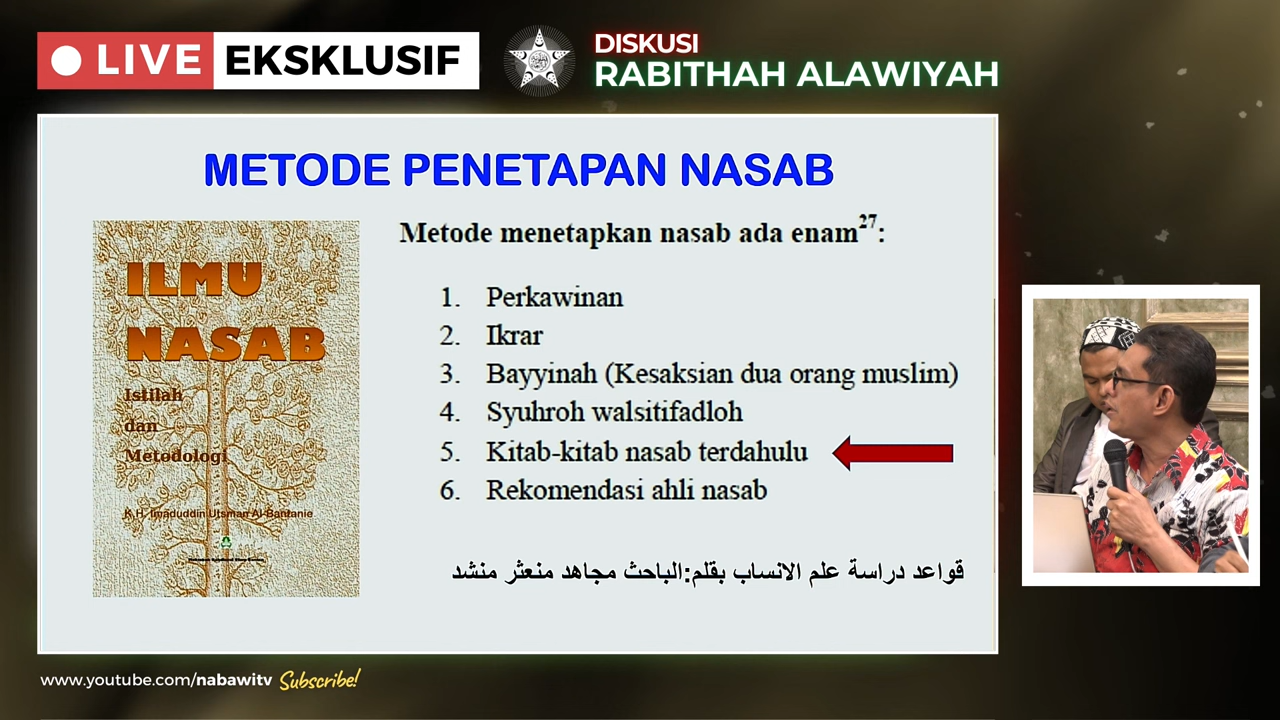 LIVE EKSKLUSIF
DISKUSI
RABITHAH ALAWIYAH
METODE PENETAPAN NASAB
ILMU
NASAB
Istilah
dan
Metodologi
K.H. Imaduddin Utsman Al-Bantanie
Metode menetapkan nasab ada enam27:
1. Perkawinan
2. Ikrar
3. Bayyinah (Kesaksian dua orang muslim)
4. Syuhroh walsitifadloh
5. Kitab-kitab nasab terdahulu
6. Rekomendasi ahli nasab
قواعد دراسة علم الانساب بقلم:الباحث مجاهد منعثر منشد
www.youtube.com/nabawitv Subscribe!